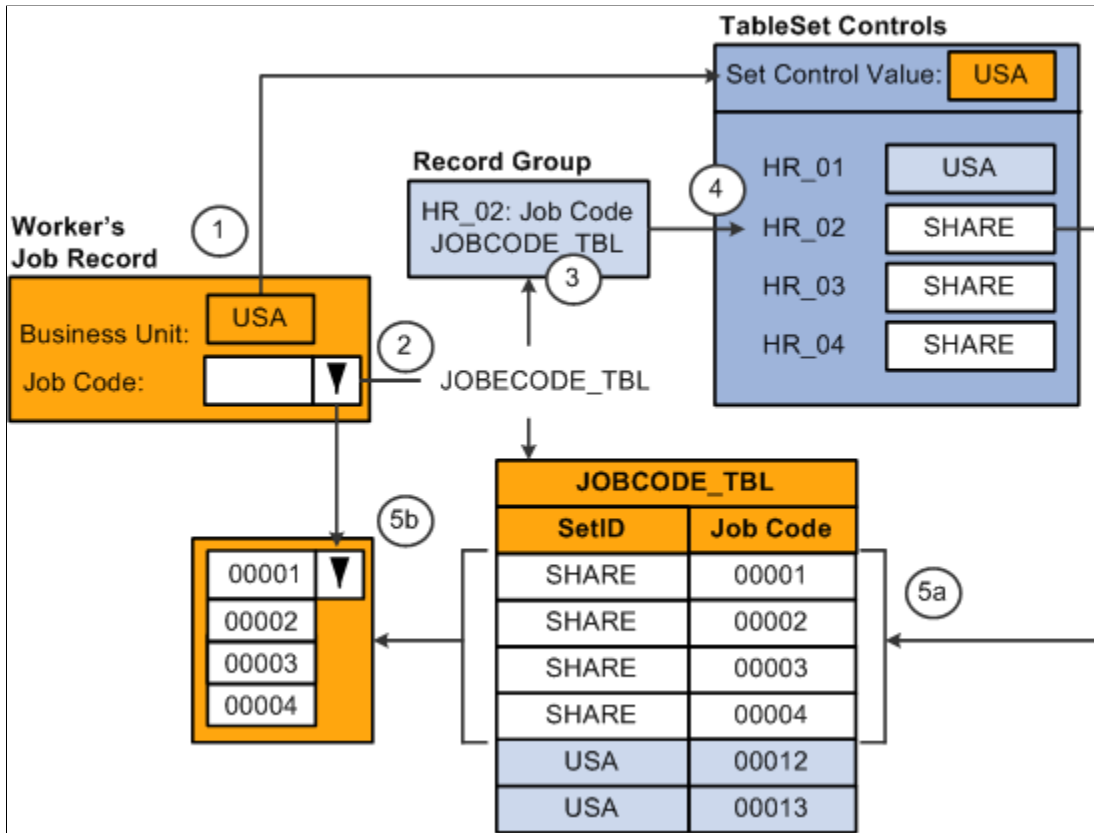 TableSet Controls
Set Control Value: USA
HR_01 USA
HR_02 SHARE
HR_03 SHARE
HR_04 SHARE
Record Group
HR_02: Job Code
JOBCODE_TBL
4
3
1
Worker's
Job Record
Business Unit: USA
Job Code:
2
JOBECODE_TBL
JOBCODE_TBL
SetID Job Code
SHARE 00001
SHARE 00002
SHARE 00003
SHARE 00004
USA 00012
USA 00013
5a
5b
00001
00002
00003
00004